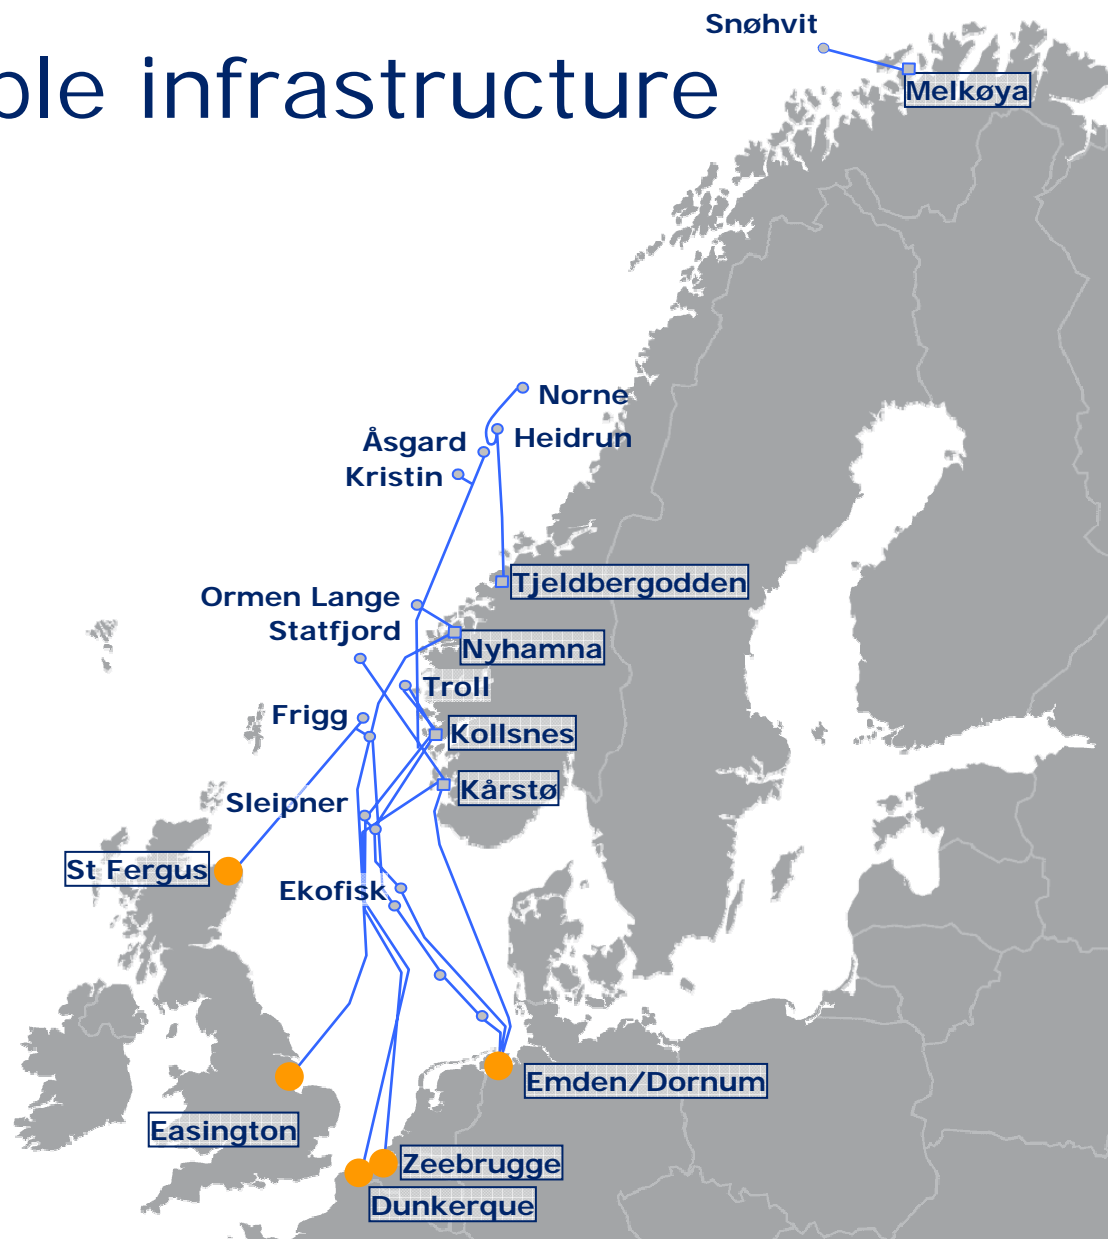 Snøhvit
ple infrastructure
Melkøya
Norne
Heidrun
Åsgard
Kristin
Tjeldbergodden
Ormen Lange
Statfjord
Nyhamna
Troll
Frigg
Kollsnes
Kårstø
Sleipner
St Fergus
Ekofisk
Emden/Dornum
Easington
Zeebrugge
Dunkerque